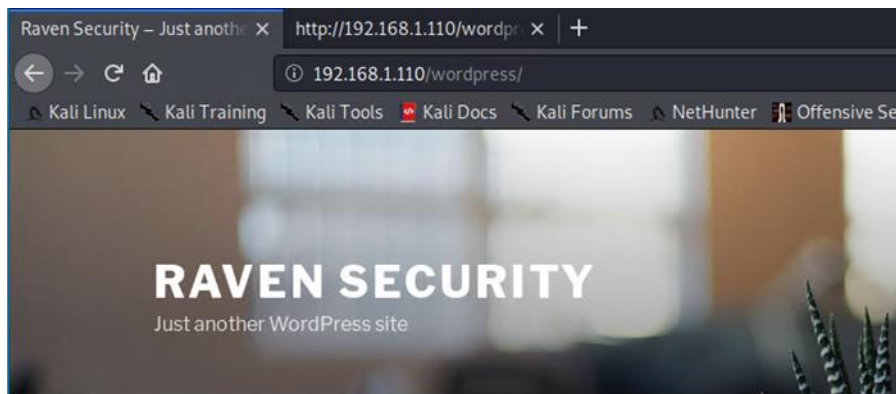 Raven Security – Just anothe http://192.168.1.110/wordpr
192.168.1.110/wordpress/
Kali Linux Kali Training Kali Tools Kali Docs Kali Forums NetHunter Offensive Se
RAVEN SECURITY
Just another WordPress site